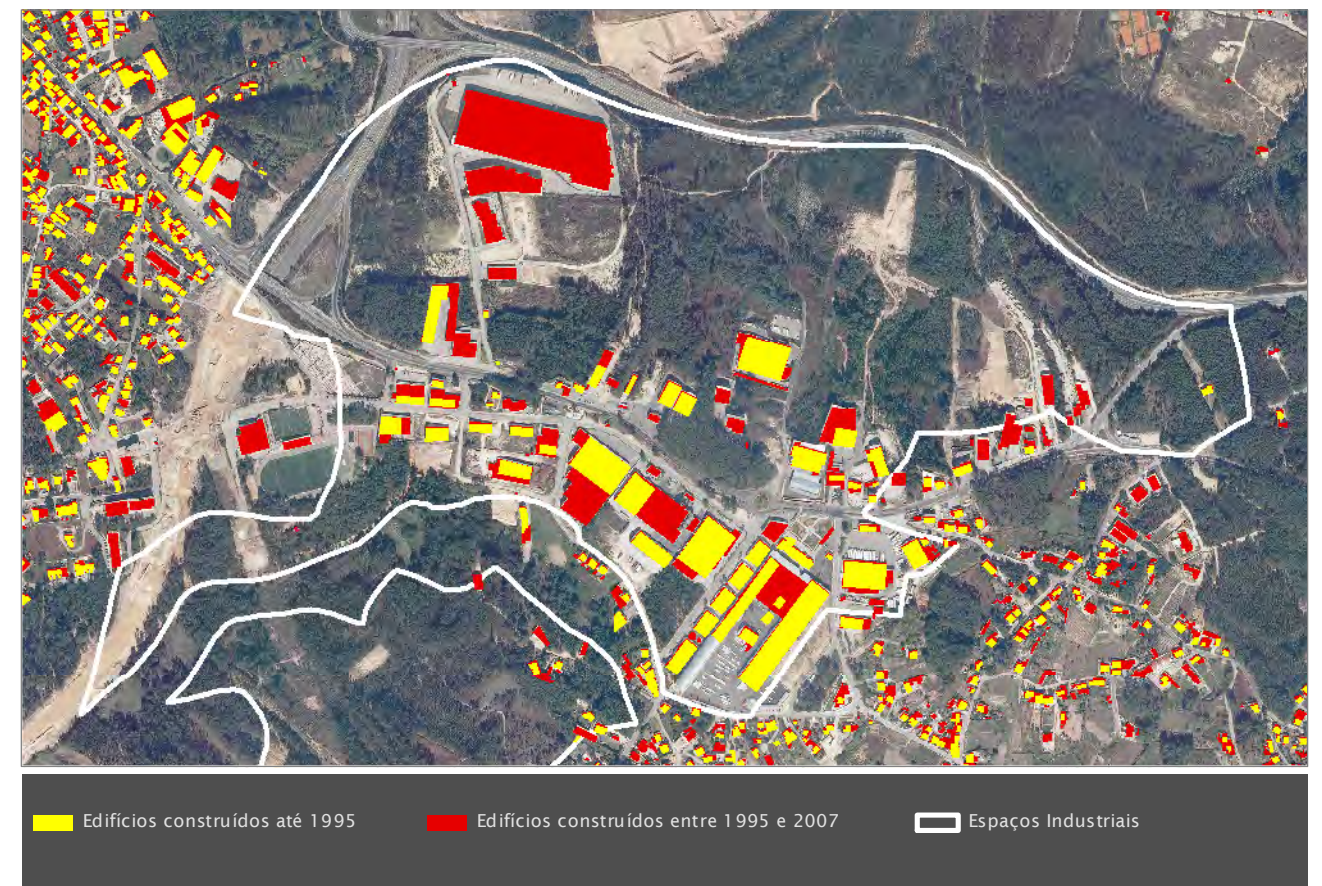 Edifícios construídos até 1995
Edifícios construídos entre 1995 e 2007
Espaços Industriais